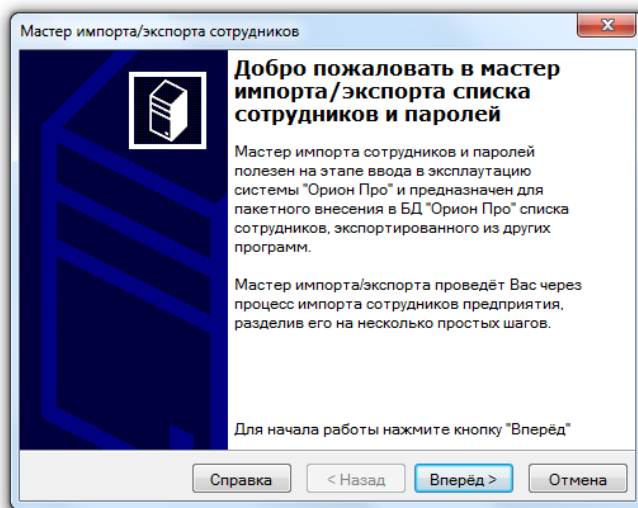 Мастер импорта/экспорта сотрудников
Добро пожаловать в мастер
импорта/экспорта списка
сотрудников и паролей
Мастер импорта сотрудников и паролей
полезен на этапе ввода в эксплаутацию
системы "Орион Про" и предназначен для
пакетного внесения в БД "Орион Про" списка
сотрудников, экспортированного из других
программ.
Мастер импорта/экспорта проведёт Вас через
процесс импорта сотрудников предприятия,
разделив его на несколько простых шагов.
Для начала работы нажмите кнопку "Вперёд"
Справка < Назад Вперёд > Отмена